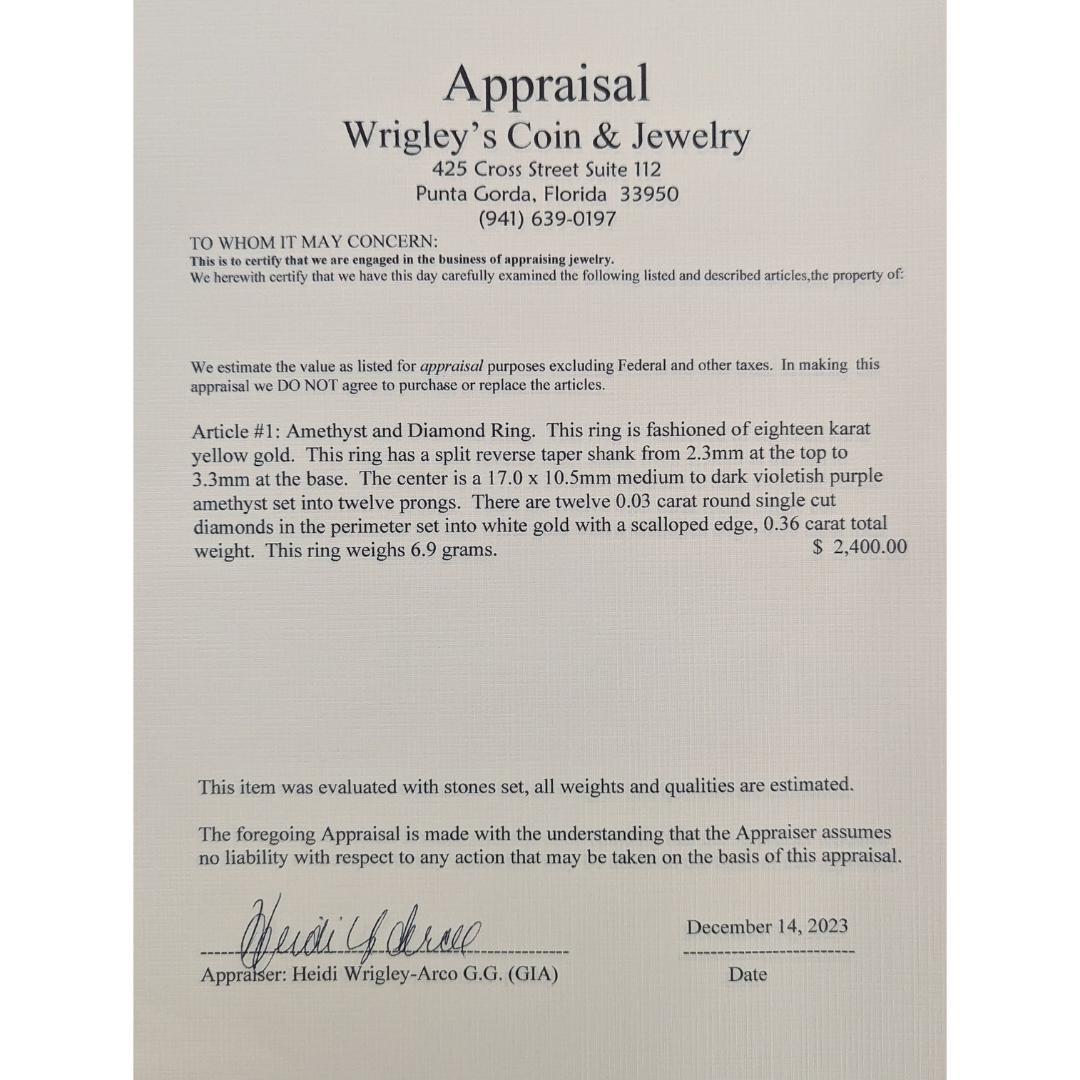 Appraisal
Wrigley's Coin & Jewelry
425 Cross Street Suite 112
Punta Gorda, Florida 33950
(941) 639-0197
TO WHOM IT MAY CONCERN:
This is to certify that we are engaged in the business of appraising jewelry.
We herewith certify that we have this day carefully examined the following listed and described articles,the property of:
We estimate the value as listed for appraisal purposes excluding Federal and other taxes. In making this
appraisal we DO NOT agree to purchase or replace the articles.
Article #1: Amethyst and Diamond Ring. This ring is fashioned of eighteen karat
yellow gold. This ring has a split reverse taper shank from 2.3mm at the top to
3.3mm at the base. The center is a 17.0 x 10.5mm medium to dark violetish purple
amethyst set into twelve prongs. There are twelve 0.03 carat round single cut
diamonds in the perimeter set into white gold with a scalloped edge, 0.36 carat total
weight. This ring weighs 6.9 grams. $ 2,400.00
This item was evaluated with stones set, all weights and qualities are estimated.
The foregoing Appraisal is made with the understanding that the Appraiser assumes
no liability with respect to any action that may be taken on the basis of this appraisal.
Heidi
December 14, 2023
Appraiser: Heidi Wrigley-Arco G.G. (GIA)
Date